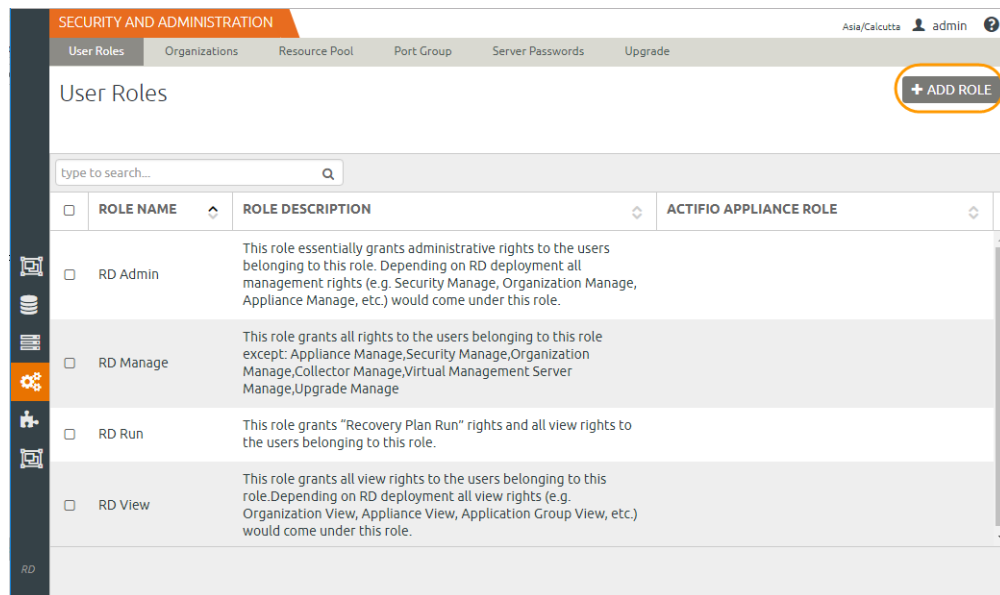 SECURITY AND ADMINISTRATION
Asia/Calcutta admin ?
User Roles Organizations Resource Pool Port Group Server Passwords Upgrade
User Roles
+ ADD ROLE
type to search...
ROLE NAME ROLE DESCRIPTION ACTIFIO APPLIANCE ROLE
This role essentially grants administrative rights to the users
belonging to this role. Depending on RD deployment all
RD Admin
management rights (e.g. Security Manage, Organization Manage,
Appliance Manage, etc.) would come under this role.
This role grants all rights to the users belonging to this role
except: Appliance Manage,Security Manage,Organization
RD Manage
Manage,Collector Manage,Virtual Management Server
Manage,Upgrade Manage
This role grants “Recovery Plan Run” rights and all view rights to
RD Run
the users belonging to this role.
This role grants all view rights to the users belonging to this
role.Depending on RD deployment all view rights (e.g.
RD View
Organization View, Appliance View, Application Group View, etc.)
would come under this role.
RD